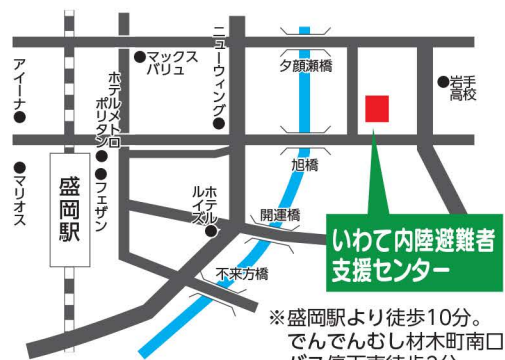 アイーナ
マリオス
盛岡駅
ホテルメトロ
ポリタン
フェザン
マックス
バリュ
ニューウィング
ホテル
ルイズ
夕顔瀬橋
旭橋
開運橋
不来方橋
岩手
高校
いわて内陸避難者
支援センター
※盛岡駅より徒歩10分。
でんでんむし材木町南口